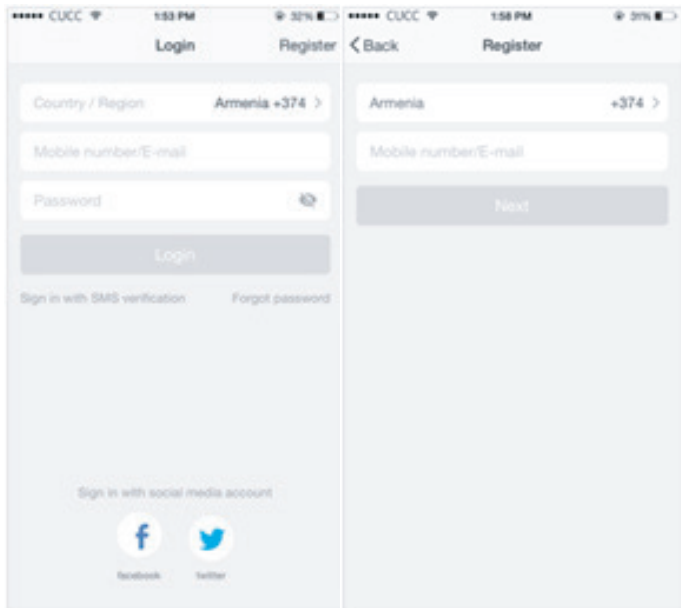 CUCC 1:53 PM 32%
Login Register
Country / Region Armenia +374 >
Mobile number/E-mail
Password
Login
Sign in with SMS verification Forgot password
Sign in with social media account
f
facebook twitter
CUCC 1:58 PM 31%
< Back Register
Armenia +374 >
Mobile number/E-mail
Next